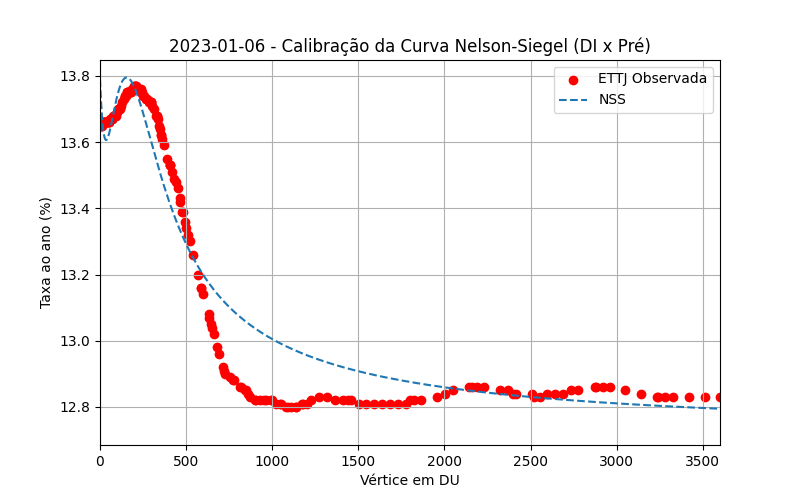 2023-01-06 - Calibração da Curva Nelson-Siegel (DI x Pré)
ETTJ Observada
NSS
Taxa ao ano (%)
13.8
13.6
13.4
13.2
13.0
12.8
0 500 1000 1500 2000 2500 3000 3500
Vértice em DU